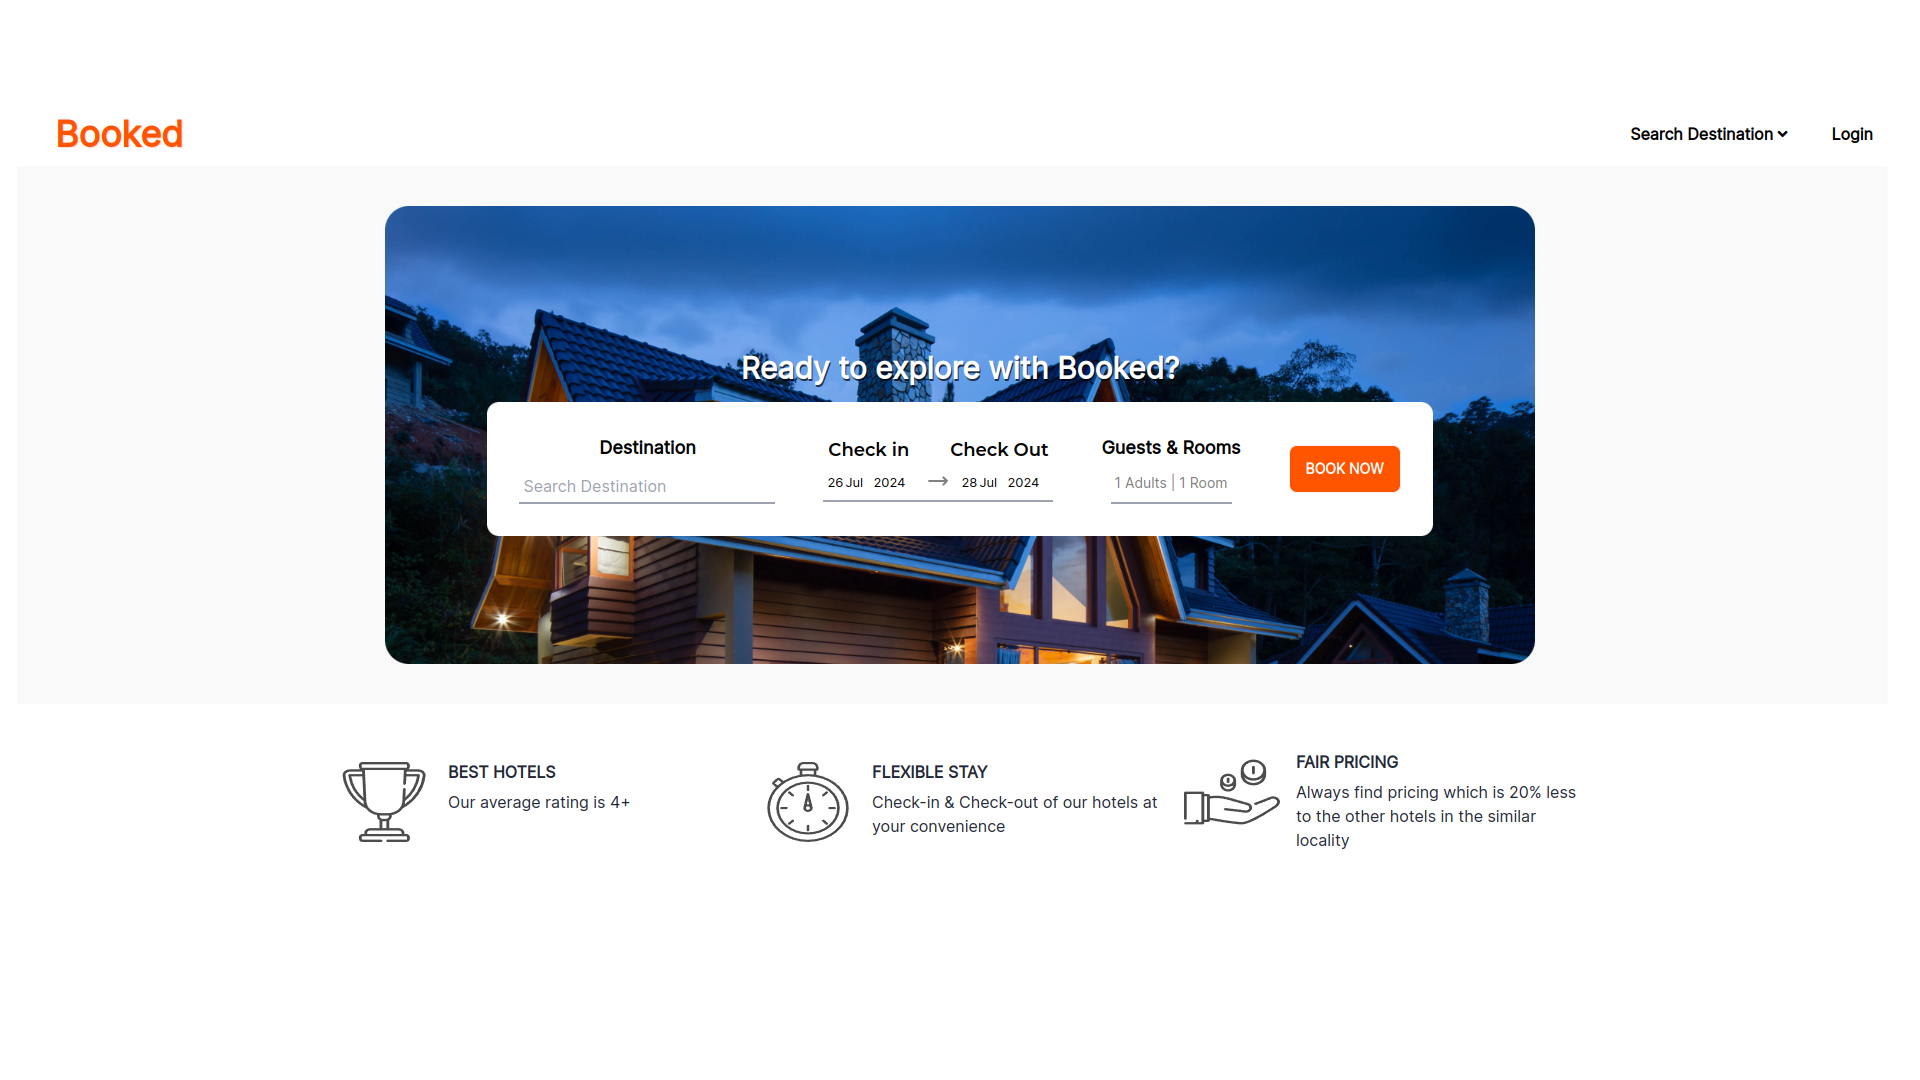 Booked
Search Destination
Login
Ready to explore with Booked?
Destination
Check in
Check Out
Guests & Rooms
BOOK NOW
Search Destination
26 Jul 2024
28 Jul 2024
1 Adults | 1 Room
BEST HOTELS
Our average rating is 4+
FLEXIBLE STAY
Check-in & Check-out of our hotels at
your convenience
FAIR PRICING
Always find pricing which is 20% less
to the other hotels in the similar
locality